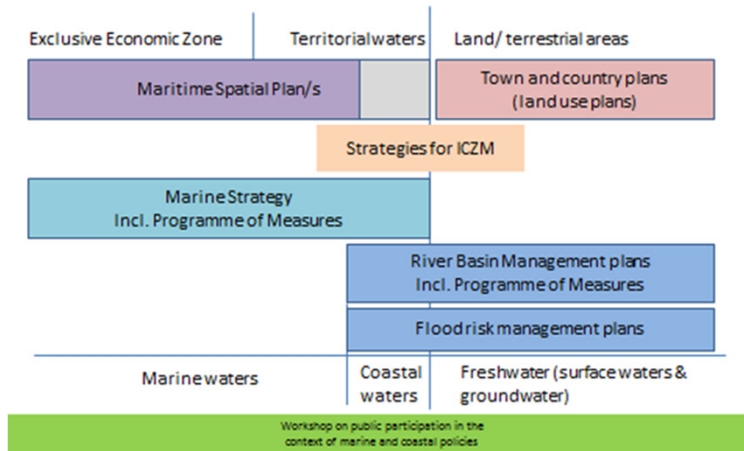 Exclusive Economic Zone
Territorial waters
Land/ terrestrial areas
Maritime Spatial Plan/s
Town and country plans
(land use plans)
Strategies for ICZM
Marine Strategy
Incl. Programme of Measures
River Basin Management plans
Incl. Programme of Measures
Flood risk management plans
Marine waters
Coastal
waters
Freshwater (surface waters &
groundwater)
Workshop on public participation in the
context of marine and coastal policies